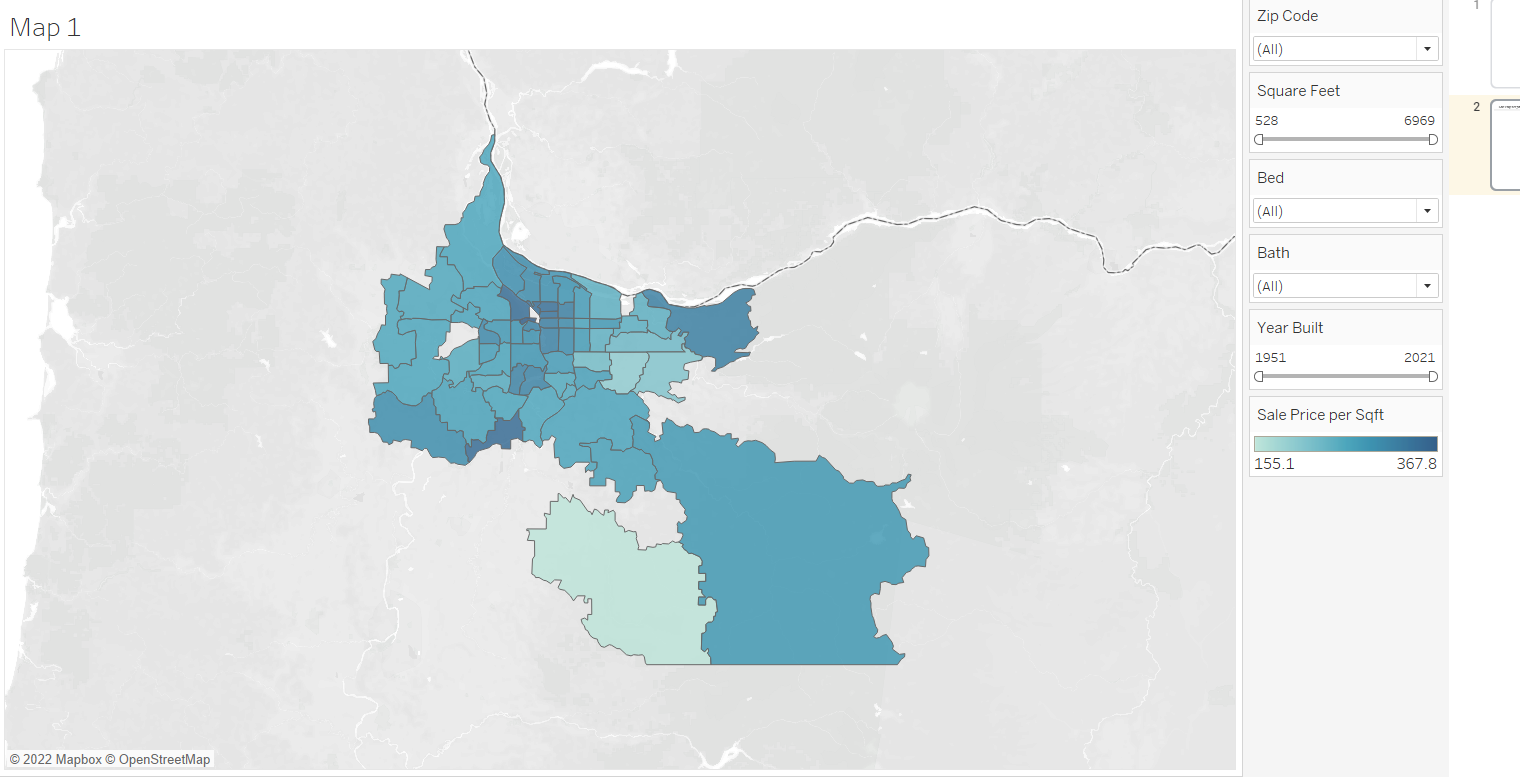 Map 1
© 2022 Mapbox © OpenStreetMap
Zip Code
(All)
Square Feet
528 6969
Bed
(All)
Bath
(All)
Year Built
1951 2021
Sale Price per Sqft
155.1 367.8
1
2